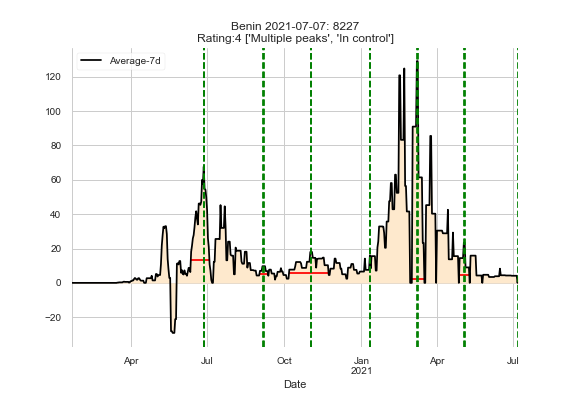 Benin 2021-07-07: 8227
Rating:4 ['Multiple peaks', 'In control']
Average-7d
120
100
80
60
40
20
0
−20
Apr
Jul
Oct
Jan
2021
Apr
Jul
Date